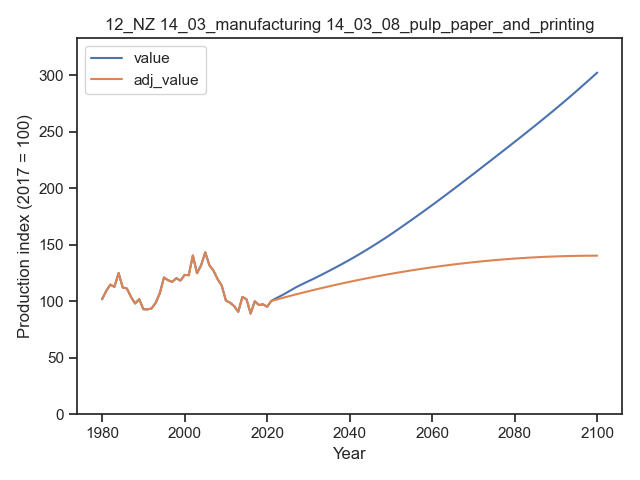 12_NZ 14_03_manufacturing 14_03_08_pulp_paper_and_printing
value
adj_value
Production index (2017 = 100)
300
250
200
150
100
50
0
1980 2000 2020 2040 2060 2080 2100
Year